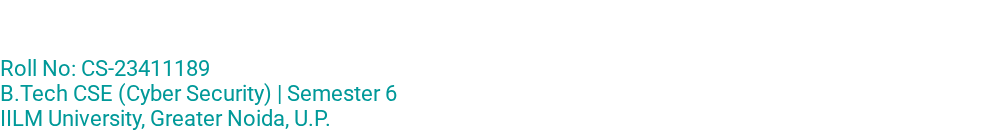 Roll No: CS-23411189
B.Tech CSE (Cyber Security) | Semester 6
IILM University, Greater Noida, U.P.